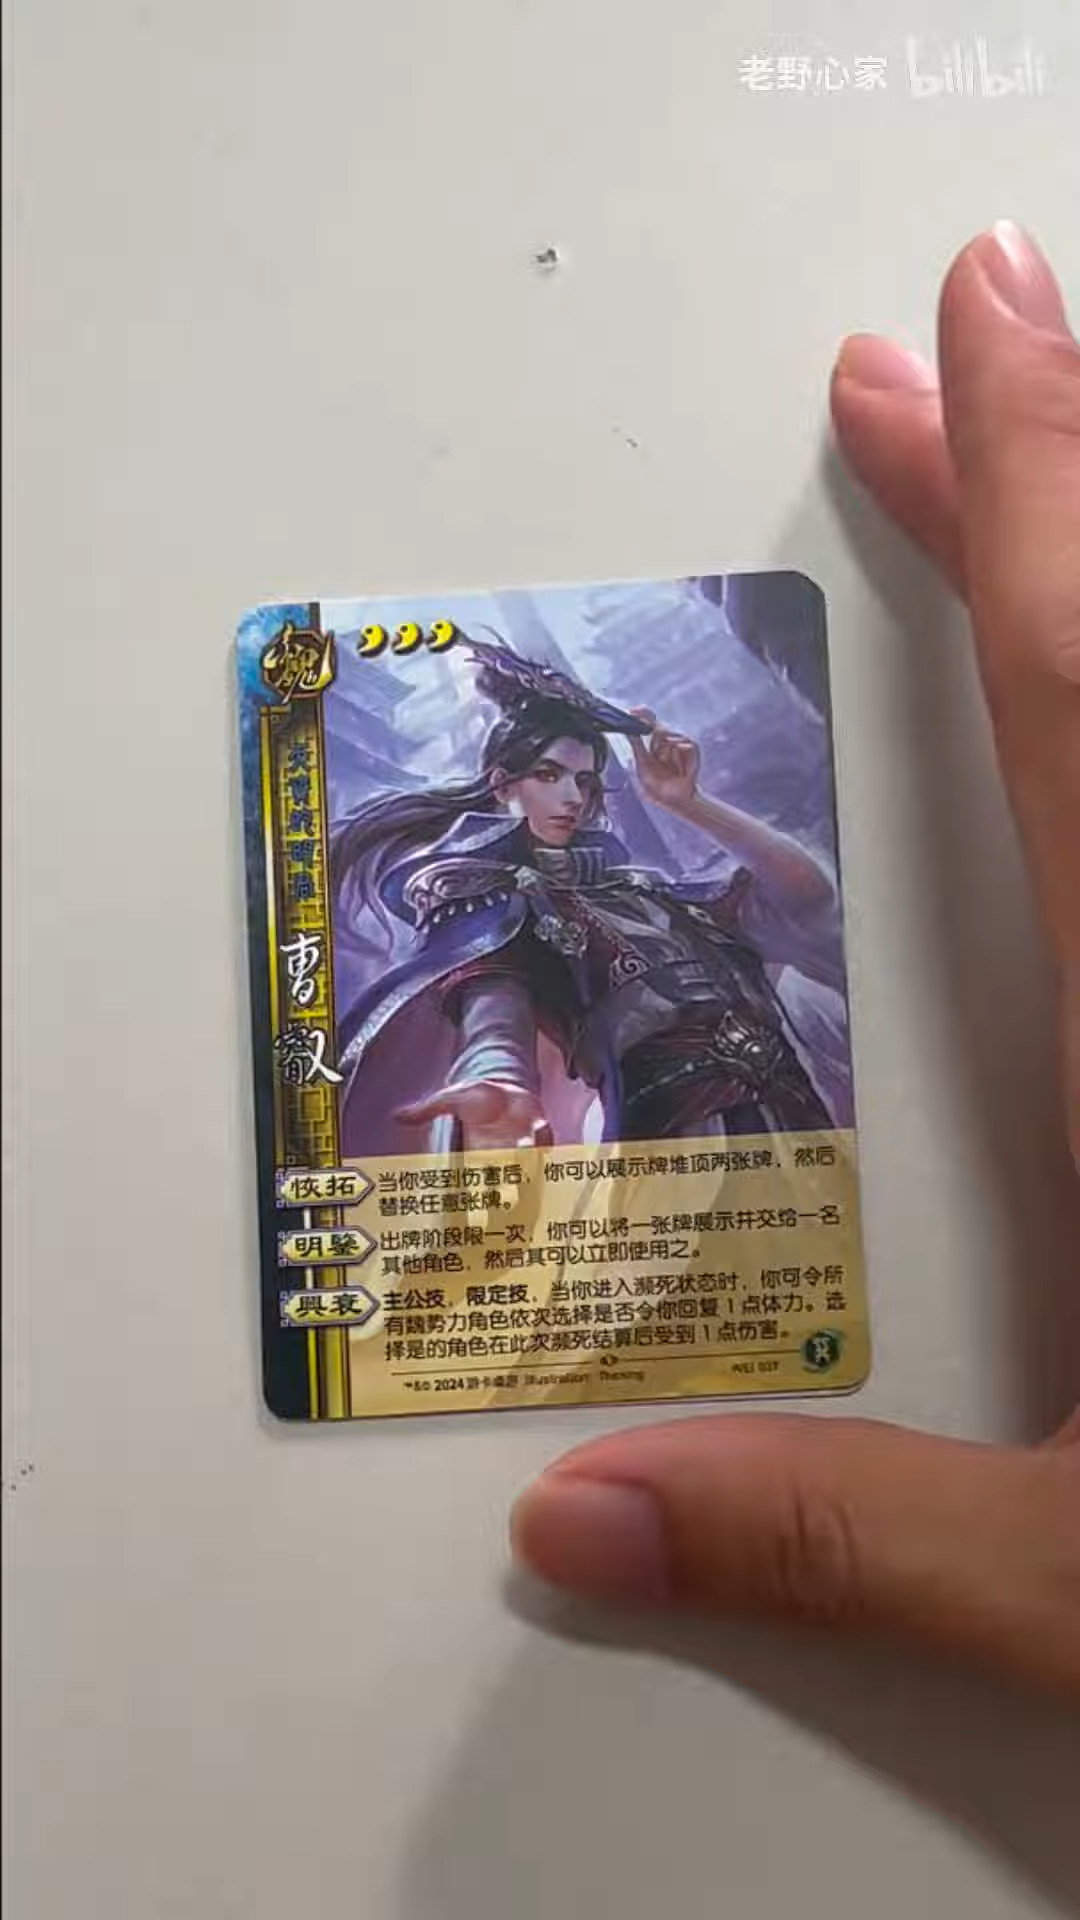 老野心家 bilibili
魏
天资的明君
曹叡
恢拓 当你受到伤害后，你可以展示牌堆顶两张牌，然后
替换任意张牌。
明鉴 出牌阶段限一次，你可以将一张牌展示并交给一名
其他角色，然后其可以立即使用之。
興衰 主公技，限定技，当你进入濒死状态时，你可令所
有魏势力角色依次选择是否令你回复1点体力。选
择是的角色在此次濒死结算后受到1点伤害。
™&© 2024 游卡桌游 Illustration:
WEI 037